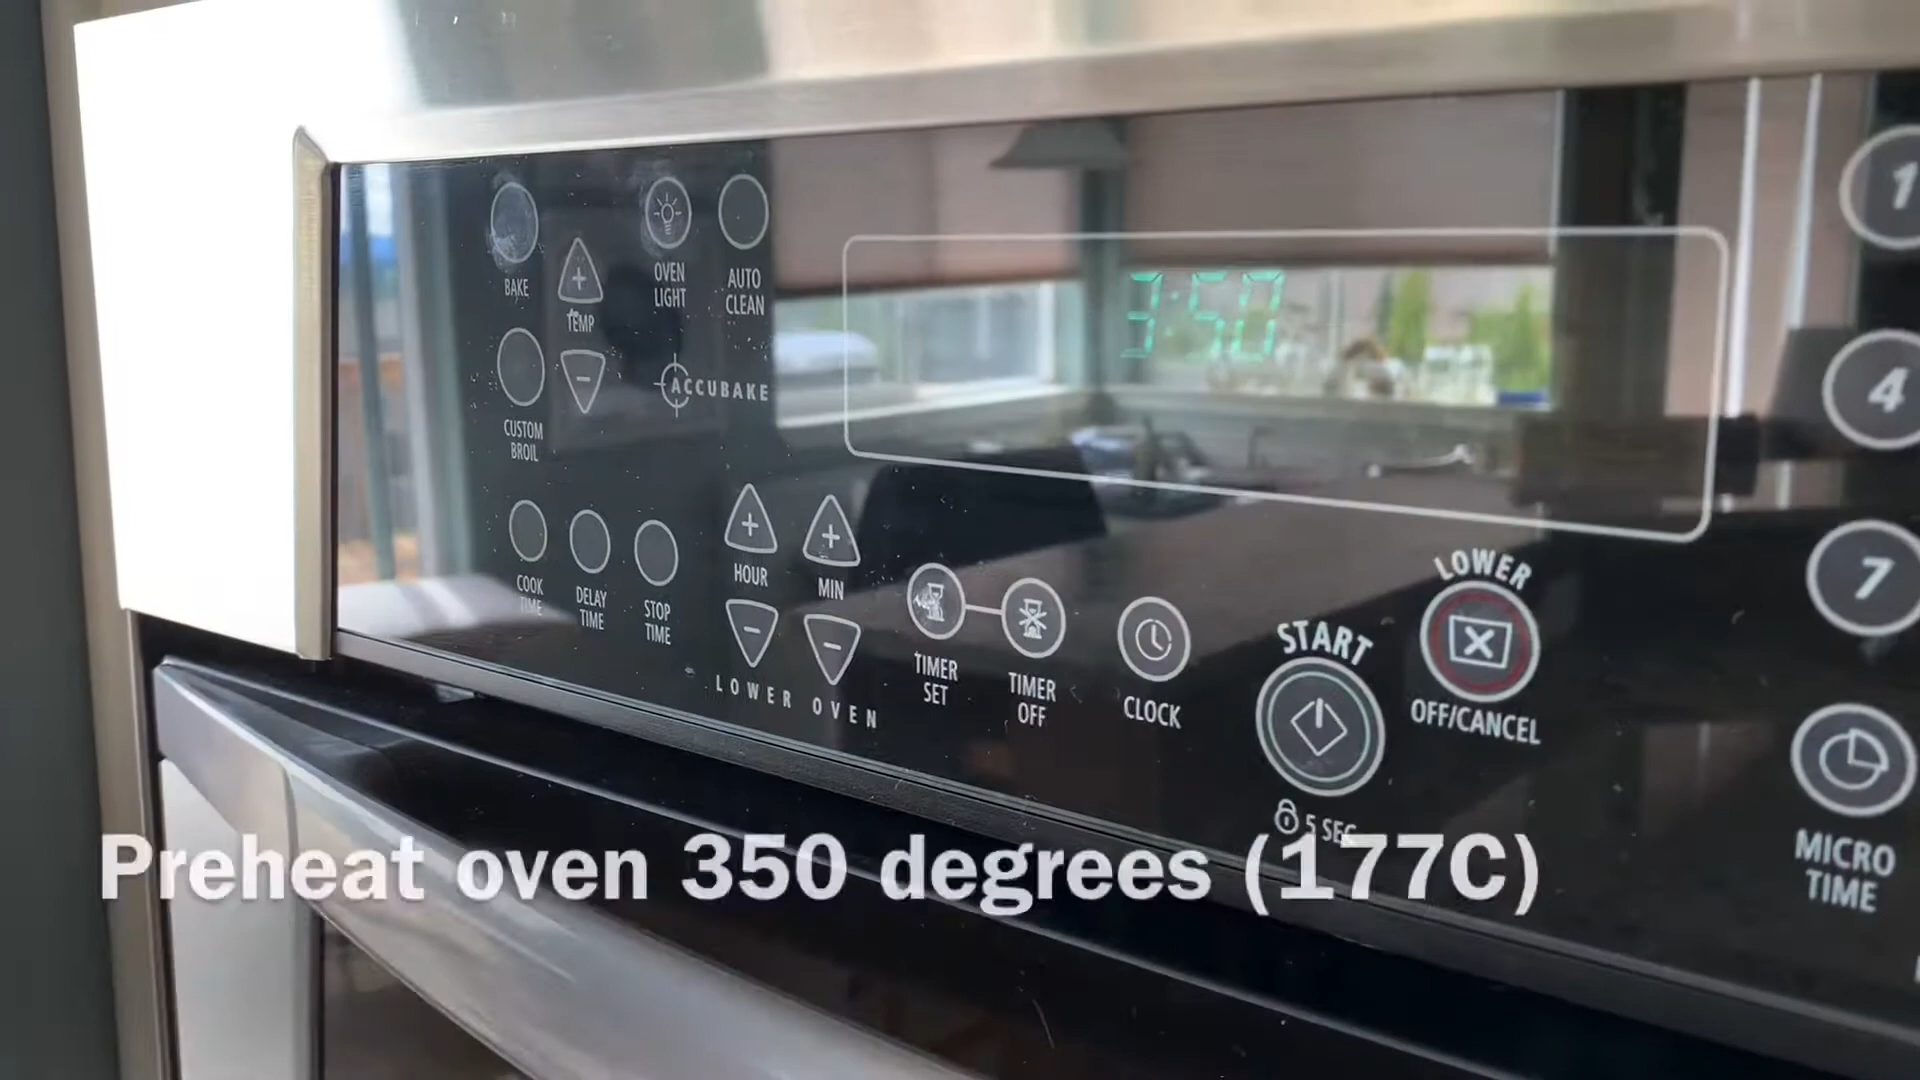 BAKE
TEMP
OVEN
LIGHT
AUTO
CLEAN
3:50
1
CUSTOM
BROIL
ACCUBAKE
4
COOK
TIME
DELAY
TIME
STOP
TIME
HOUR
MIN
LOWER OVEN
TIMER
SET
TIMER
OFF
CLOCK
START
5 SEC
LOWER
OFF/CANCEL
7
MICRO
TIME
Preheat oven 350 degrees (177C)